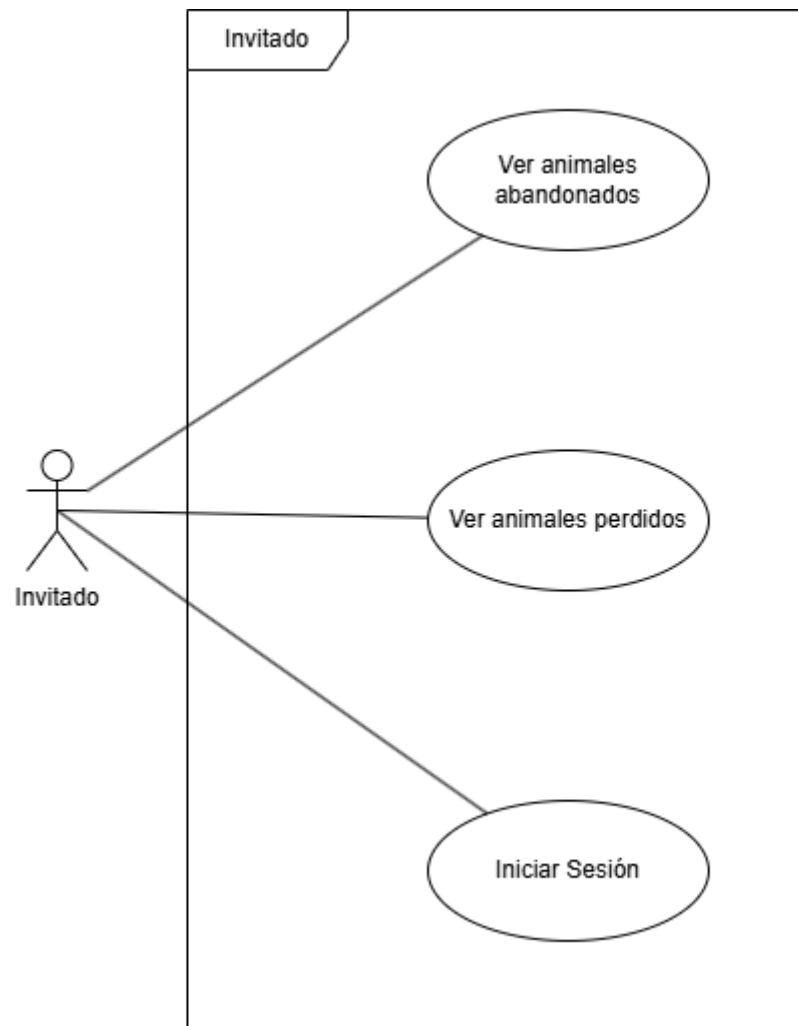 Invitado
Ver animales
abandonados
Ver animales perdidos
Invitado
Iniciar Sesión